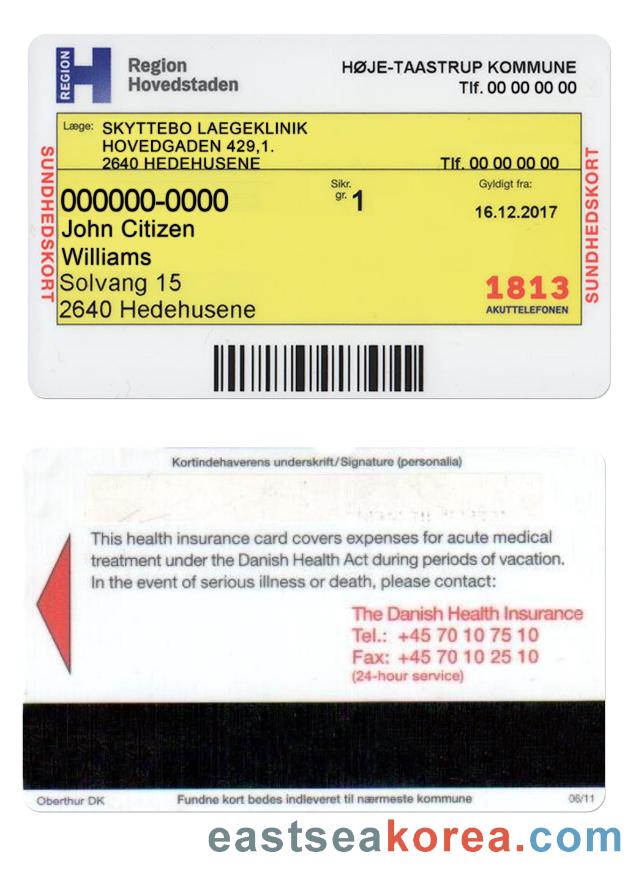 REGION
H
Region
Hovedstaden
HØJE-TAASTRUP KOMMUNE
Tlf. 00 00 00 00
SUNDHEDSKORT
Læge: SKYTTEBO LAEGEKLINIK
HOVEDGADEN 429,1.
2640 HEDEHUSENE
Tlf. 00 00 00 00
000000-0000
Sikr.
gr. 1
Gyldigt fra:
16.12.2017
John Citizen
Williams
Solvang 15
2640 Hedehusene
1813
AKUTTELEFONEN
SUNDHEDSKORT
Kortindehaverens underskrift/Signature (personalia)
This health insurance card covers expenses for acute medical
treatment under the Danish Health Act during periods of vacation.
In the event of serious illness or death, please contact:
The Danish Health Insurance
Tel.: +45 70 10 75 10
Fax: +45 70 10 25 10
(24-hour service)
Oberthur DK
Fundne kort bedes indleveret til nærmeste kommune
06/11
eastseakorea.com